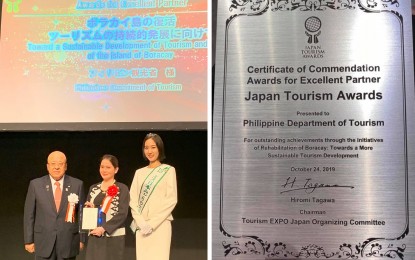 Awards for Excellent Partner
ボラカイ島の復活
ツーリズムの持続的発展に向け
Toward a Sustainable Development of Tourism and
of the Island of Boracay
Philippine Department of Tourism
JAPAN
TOURISM
AWARDS
Certificate of Commendation
Awards for Excellent Partner
Japan Tourism Awards
Presented to
Philippine Department of Tourism
For outstanding achievements through the initiatives
of Rehabilitation of Boracay: Towards a More
Sustainable Tourism Development
October 24, 2019
H. Tagawa
Hiromi Tagawa
Chairman
Tourism EXPO Japan Organizing Committee